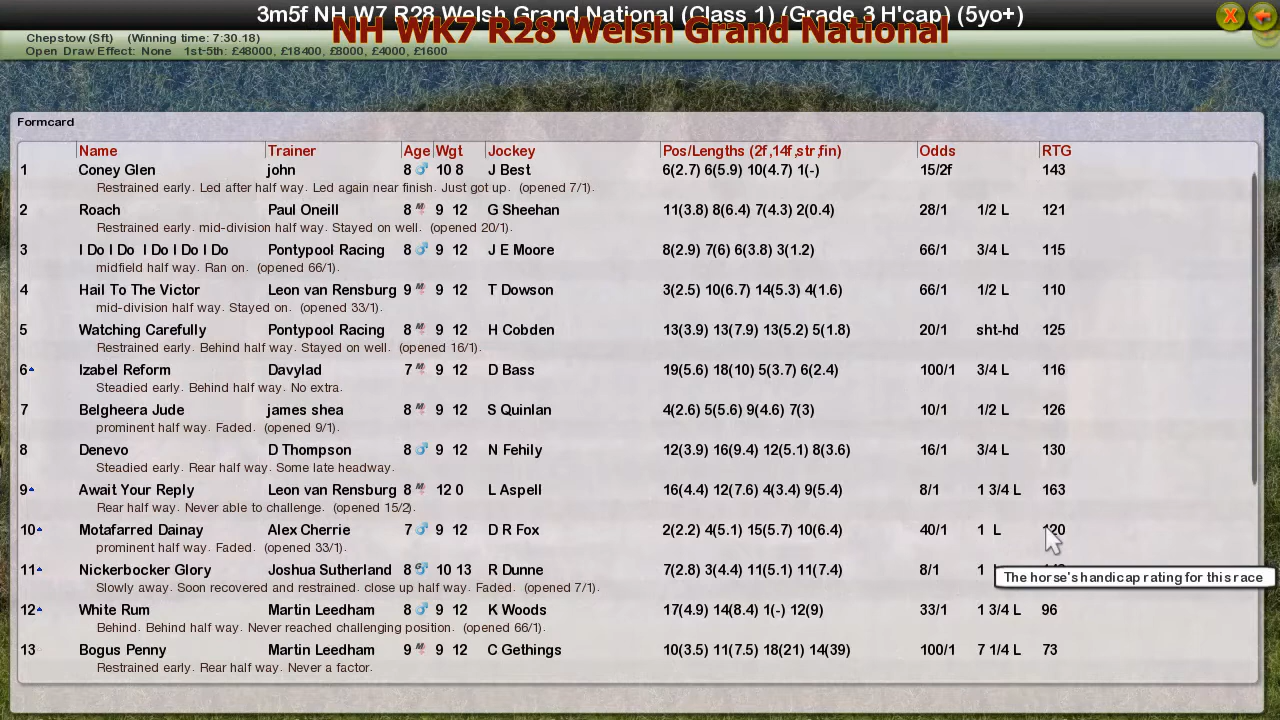 3m5f NH W7 R28 Welsh Grand National (Class 1) (Grade 3 H'cap) (5yo+)
NH WK7 R28 Welsh Grand National
Chepstow (Sft) (Winning time: 7:30.18)
Open Draw Effect: None 1st-5th: £48000, £18400, £8000, £4000, £1600
Formcard
Name Trainer Age Wgt Jockey Pos/Lengths (2f,14f,str,fin) Odds RTG
1 Coney Glen john 8 10 8 J Best 6(2.7) 6(5.9) 10(4.7) 1(-) 15/2f 143
Restrained early. Led after half way. Led again near finish. Just got up. (opened 7/1).
2 Roach Paul Oneill 8 9 12 G Sheehan 11(3.8) 8(6.4) 7(4.3) 2(0.4) 28/1 1/2 L 121
Restrained early. mid-division half way. Stayed on well. (opened 20/1).
3 I Do I Do I Do I Do I Do Pontypool Racing 8 9 12 J E Moore 8(2.9) 7(6) 6(3.8) 3(1.2) 66/1 3/4 L 115
midfield half way. Ran on. (opened 66/1).
4 Hail To The Victor Leon van Rensburg 9 9 12 T Dowson 3(2.5) 10(6.7) 14(5.3) 4(1.6) 66/1 1/2 L 110
mid-division half way. Stayed on. (opened 33/1).
5 Watching Carefully Pontypool Racing 8 9 12 H Cobden 13(3.9) 13(7.9) 13(5.2) 5(1.8) 20/1 sht-hd 125
Restrained early. Behind half way. Stayed on well. (opened 16/1).
6 Izabel Reform Davylad 7 9 12 D Bass 19(5.6) 18(10) 5(3.7) 6(2.4) 100/1 3/4 L 116
Steadied early. Behind half way. No extra.
7 Belgheera Jude james shea 8 9 12 S Quinlan 4(2.6) 5(5.6) 9(4.6) 7(3) 10/1 1/2 L 126
prominent half way. Faded. (opened 9/1).
8 Denevo D Thompson 8 9 12 N Fehily 12(3.9) 16(9.4) 12(5.1) 8(3.6) 16/1 3/4 L 130
Steadied early. Rear half way. Some late headway.
9 Await Your Reply Leon van Rensburg 8 12 0 L Aspell 16(4.4) 12(7.6) 4(3.4) 9(5.4) 8/1 1 3/4 L 163
Rear half way. Never able to challenge. (opened 15/2).
10 Motafarred Dainay Alex Cherrie 7 9 12 D R Fox 2(2.2) 4(5.1) 15(5.7) 10(6.4) 40/1 1 L 120
prominent half way. Faded. (opened 33/1).
11 Nickerbocker Glory Joshua Sutherland 8 10 13 R Dunne 7(2.8) 3(4.4) 11(5.1) 11(7.4) 8/1 1
The horse's handicap rating for this race
Slowly away. Soon recovered and restrained. close up half way. Faded. (opened 7/1).
12 White Rum Martin Leedham 8 9 12 K Woods 17(4.9) 14(8.4) 1(-) 12(9) 33/1 1 3/4 L 96
Behind. Behind half way. Never reached challenging position. (opened 66/1).
13 Bogus Penny Martin Leedham 9 9 12 C Gethings 10(3.5) 11(7.5) 18(21) 14(39) 100/1 7 1/4 L 73
Restrained early. Rear half way. Never a factor.